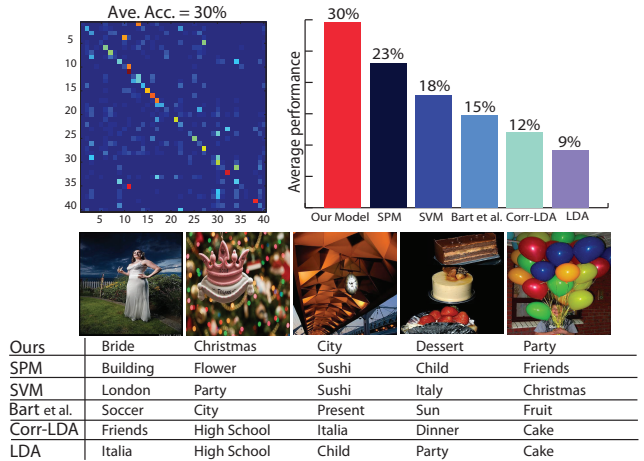 Ave. Acc. = 30%
5
10
15
20
25
30
35
40
5 10 15 20 25 30 35 40
Average performance
30%
23%
18%
15%
12%
9%
Our Model SPM SVM Bart et al. Corr-LDA LDA
Ours Bride Christmas City Dessert Party
SPM Building Flower Sushi Child Friends
SVM London Party Sushi Italy Christmas
Bart et al. Soccer City Present Sun Fruit
Corr-LDA Friends High School Italia Dinner Cake
LDA Italia High School Child Party Cake